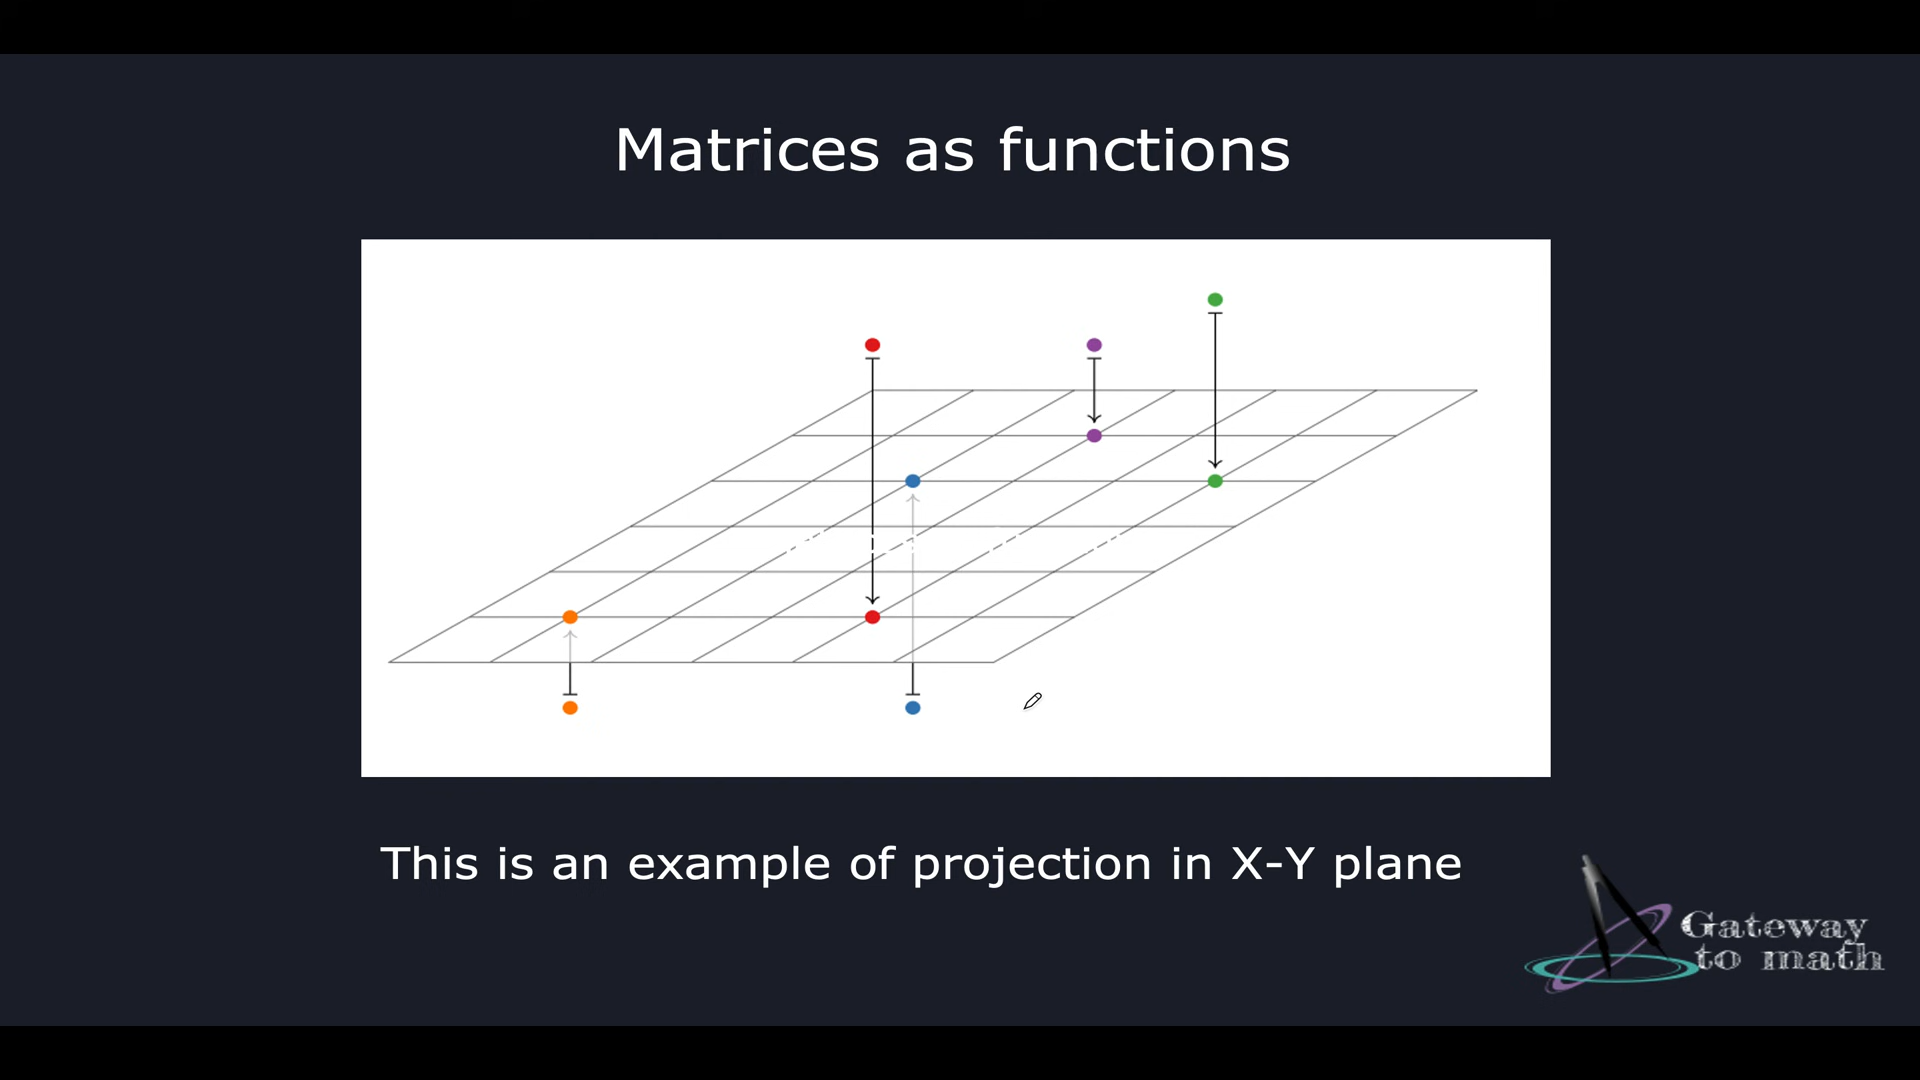 Matrices as functions
This is an example of projection in X-Y plane
Gateway
to math